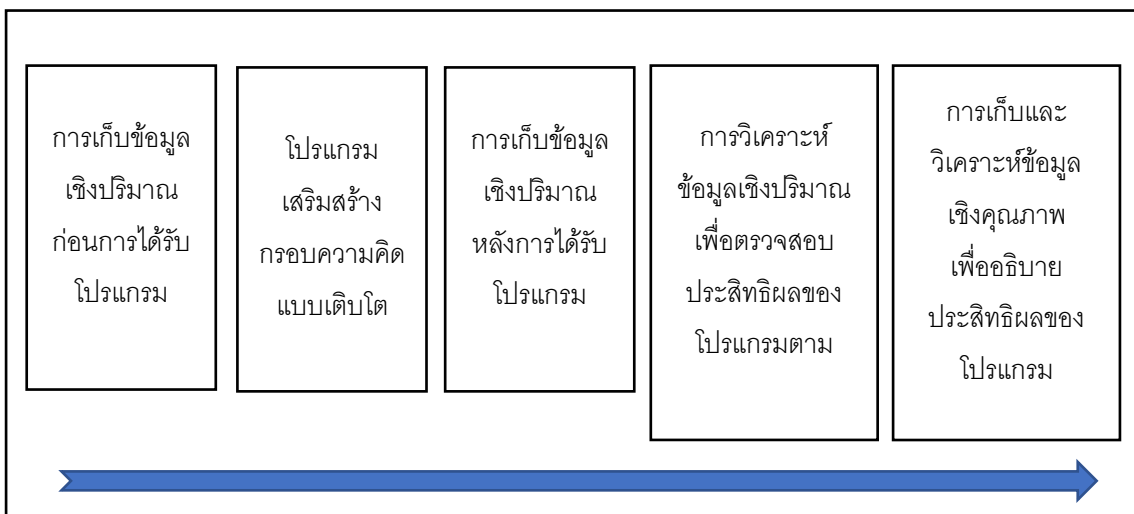 การเก็บข้อมูล
เชิงปริมาณ
ก่อนการได้รับ
โปรแกรม
โปรแกรม
เสริมสร้าง
กรอบความคิด
แบบเติบโต
การเก็บข้อมูล
เชิงปริมาณ
หลังการได้รับ
โปรแกรม
การวิเคราะห์
ข้อมูลเชิงปริมาณ
เพื่อตรวจสอบ
ประสิทธิผลของ
โปรแกรมตาม
การเก็บและ
วิเคราะห์ข้อมูล
เชิงคุณภาพ
เพื่ออธิบาย
ประสิทธิผลของ
โปรแกรม